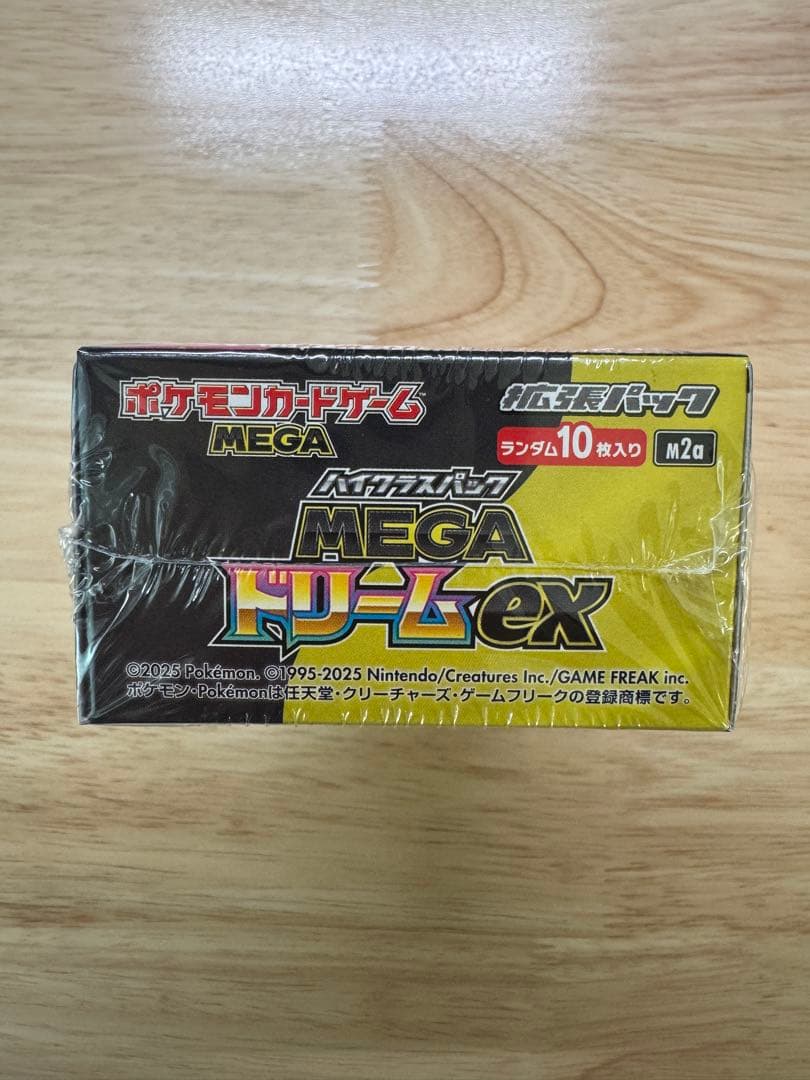 ポケモンカードゲーム™
MEGA
拡張パック
ランダム10枚入り
M2a
ハイクラスパック
MEGA
ドリームex
©2025 Pokémon. ©1995-2025 Nintendo/Creatures Inc./GAME FREAK inc.
ポケモン・Pokémonは任天堂・クリーチャーズ・ゲームフリークの登録商標です。